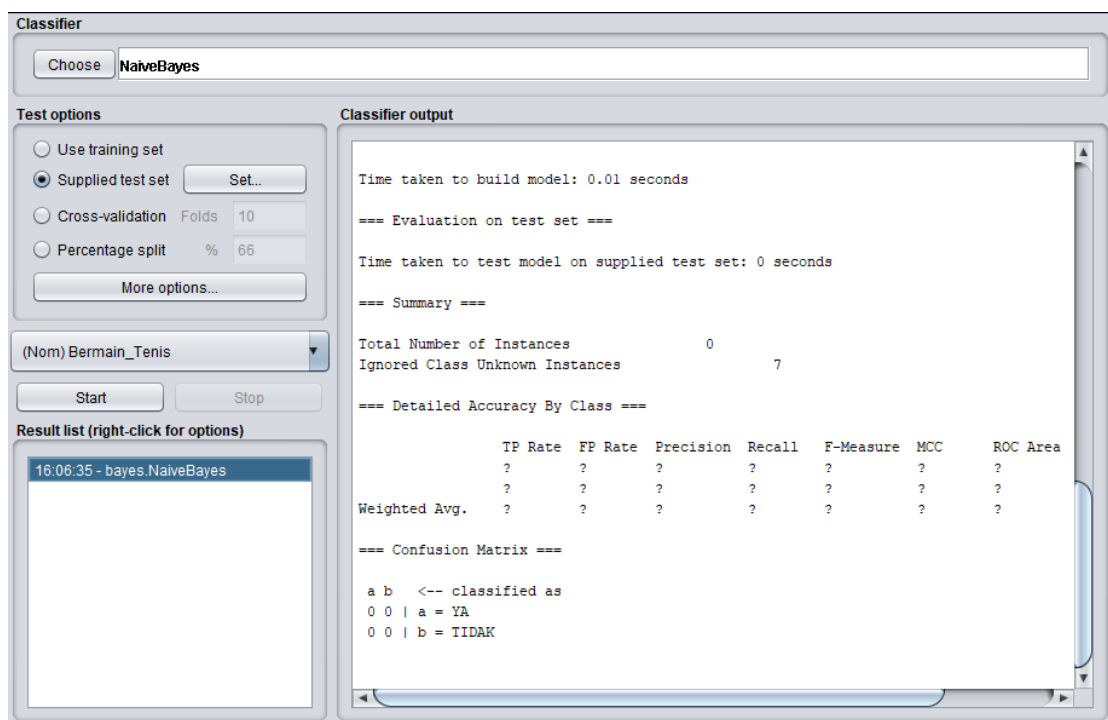 Classifier
Choose NaiveBayes
Test options
Use training set
Supplied test set Set...
Cross-validation Folds 10
Percentage split % 66
More options...
(Nom) Bermain_Tenis
Start Stop
Result list (right-click for options)
16:06:35 - bayes.NaiveBayes
Classifier output
Time taken to build model: 0.01 seconds
=== Evaluation on test set ===
Time taken to test model on supplied test set: 0 seconds
=== Summary ===
Total Number of Instances 0
Ignored Class Unknown Instances 7
=== Detailed Accuracy By Class ===
TP Rate FP Rate Precision Recall F-Measure MCC ROC Area
? ? ? ? ? ? ?
? ? ? ? ? ? ?
Weighted Avg. ? ? ? ? ? ? ?
=== Confusion Matrix ===
a b <-- classified as
0 0 | a = YA
0 0 | b = TIDAK